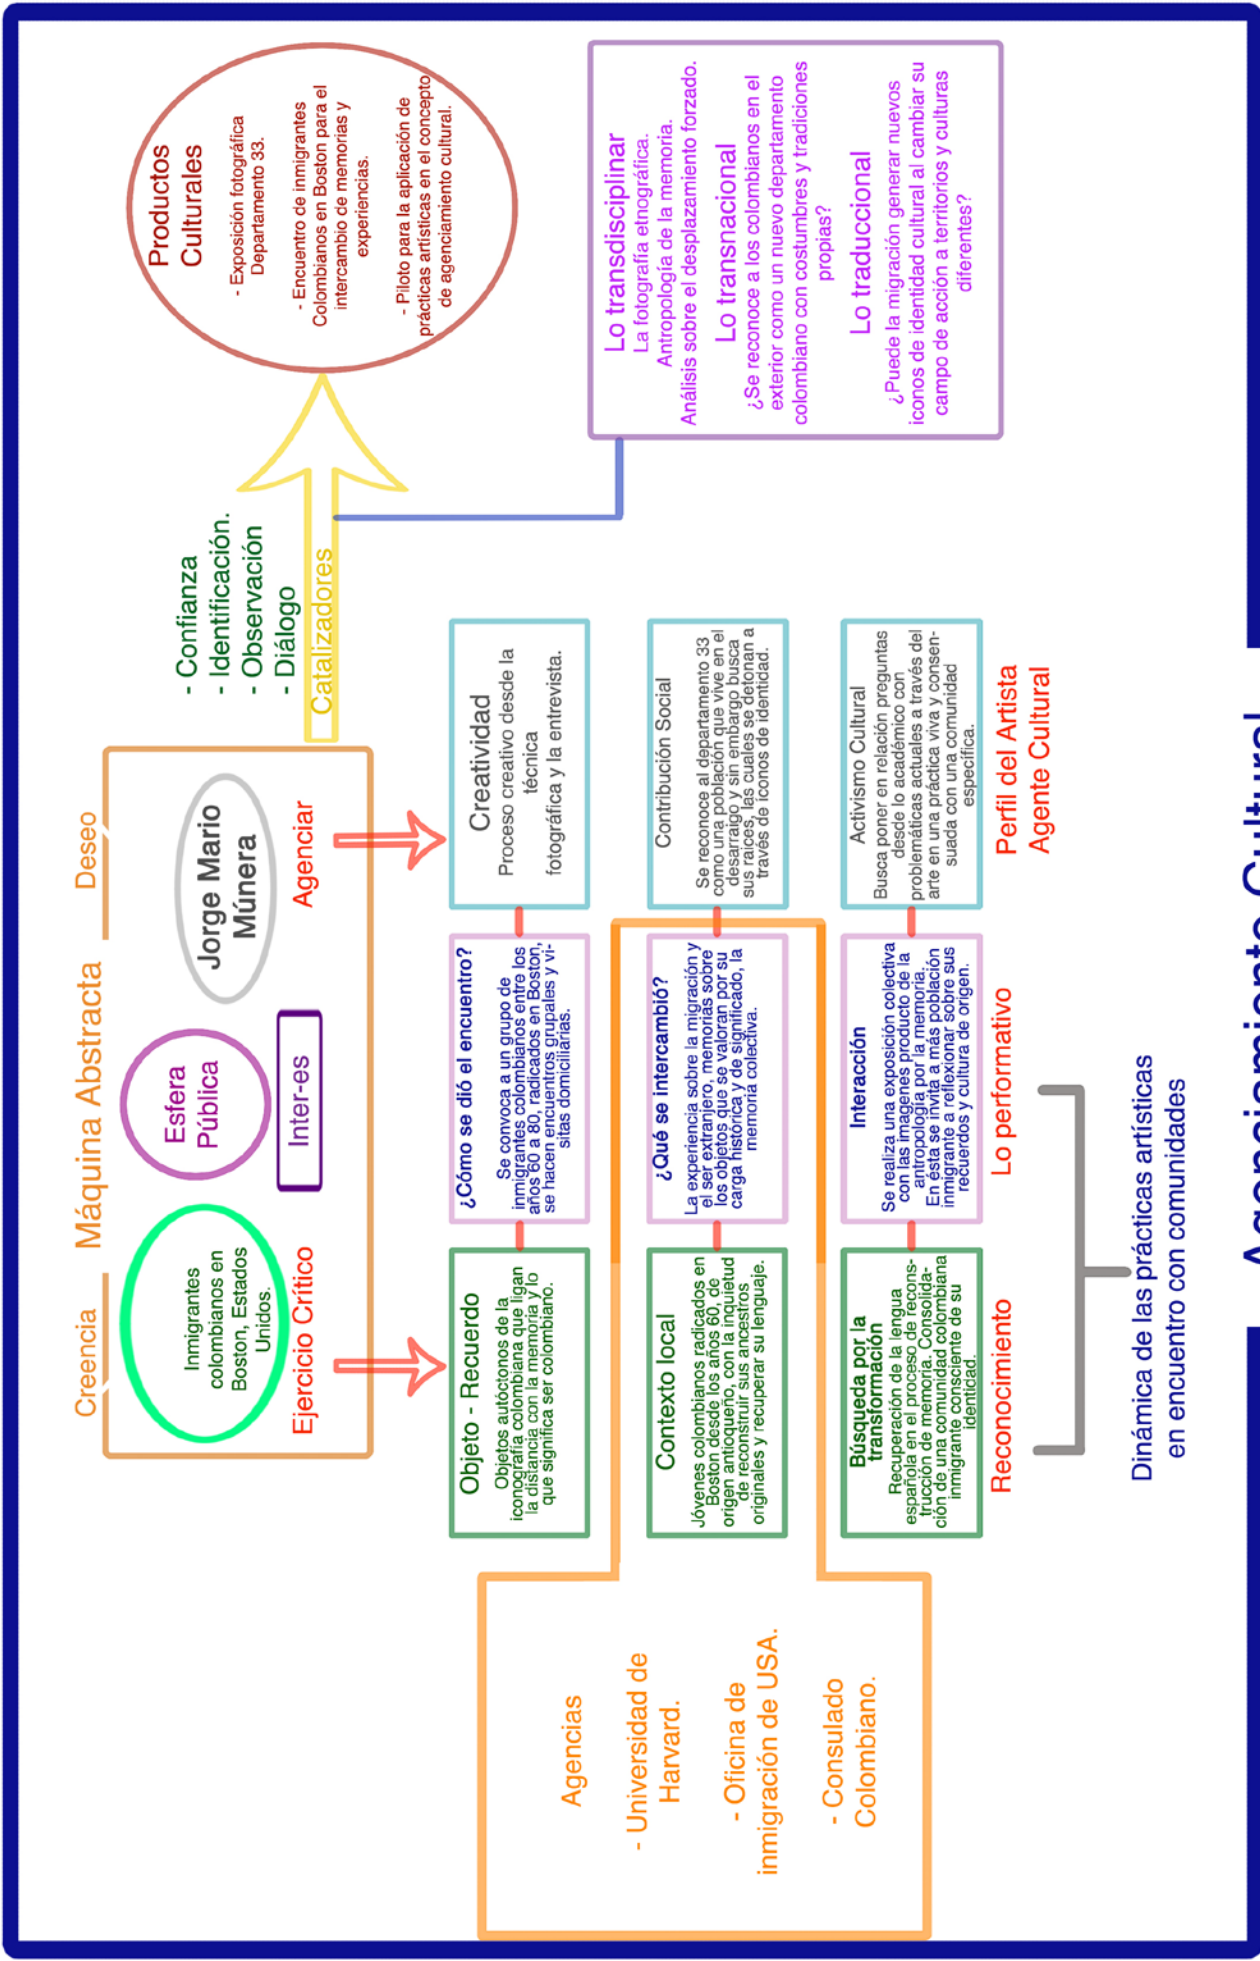 Creencia
Máquina Abstracta
Deseo
Inmigrantes
colombianos en
Boston, Estados
Unidos.
Esfera
Pública
Inter-es
Jorge Mario
Múnera
Ejercicio Crítico
Agenciar
- Confianza
- Identificación.
- Observación
- Diálogo
Catalizadores
Productos
Culturales
- Exposición fotográfica
Departamento 33.
- Encuentro de inmigrantes
Colombianos en Boston para el
intercambio de memorias y
experiencias.
- Piloto para la aplicación de
prácticas artísticas en el concepto
de agenciamiento cultural.
Agencias
- Universidad de
Harvard.
- Oficina de
inmigración de USA.
- Consulado
Colombiano.
Objeto - Recuerdo
Objetos autóctonos de la
iconografía colombiana que ligan
la distancia con la memoria y lo
que significa ser colombiano.
¿Cómo se dió el encuentro?
Se convoca a un grupo de
inmigrantes colombianos entre los
años 60 a 80, radicados en Boston,
se hacen encuentros grupales y vi-
sitas domiciliarias.
Creatividad
Proceso creativo desde la
técnica
fotográfica y la entrevista.
Contexto local
Jóvenes colombianos radicados en
Boston desde los años 60, de
origen antioqueño, con la inquietud
de reconstruir sus ancestros
originales y recuperar su lenguaje.
¿Qué se intercambió?
La experiencia sobre la migración y
el ser extranjero, memorias sobre
los objetos que se valoran por su
carga histórica y de significado, la
memoria colectiva.
Contribución Social
Se reconoce al departamento 33
como una población que vive en el
desarraigo y sin embargo busca
sus raíces, las cuales se detonan a
través de iconos de identidad.
Búsqueda por la
transformación
Recuperación de la lengua
española en el proceso de recons-
trucción de memoria. Consolida-
ción de una comunidad colombiana
inmigrante consciente de su
identidad.
Interacción
Se realiza una exposición colectiva
con las imagenes producto de la
antropología por la memoria.
En ésta se invita a más población
inmigrante a reflexionar sobre sus
recuerdos y cultura de origen.
Activismo Cultural
Busca poner en relación preguntas
desde lo académico con
problemáticas actuales a través del
arte en una práctica viva y consen-
suada con una comunidad
específica.
Reconocimiento
Lo performativo
Perfil del Artista
Agente Cultural
Lo transdisciplinar
La fotografía etnográfica.
Antropología de la memoria.
Análisis sobre el desplazamiento forzado.
Lo transnacional
¿Se reconoce a los colombianos en el
exterior como un nuevo departamento
colombiano con costumbres y tradiciones
propias?
Lo traduccional
¿Puede la migración generar nuevos
iconos de identidad cultural al cambiar su
campo de acción a territorios y culturas
diferentes?
Dinámica de las prácticas artísticas
en encuentro con comunidades
Agenciamiento Cultural